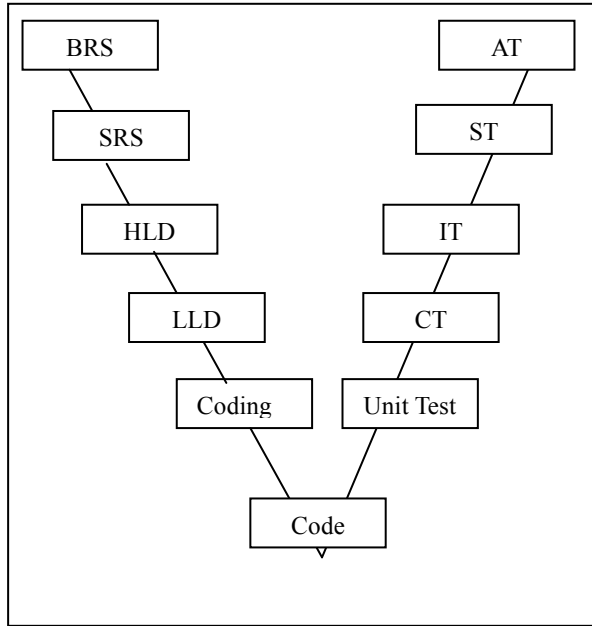 BRS
AT
SRS
ST
HLD
IT
LLD
CT
Coding
Unit Test
Code